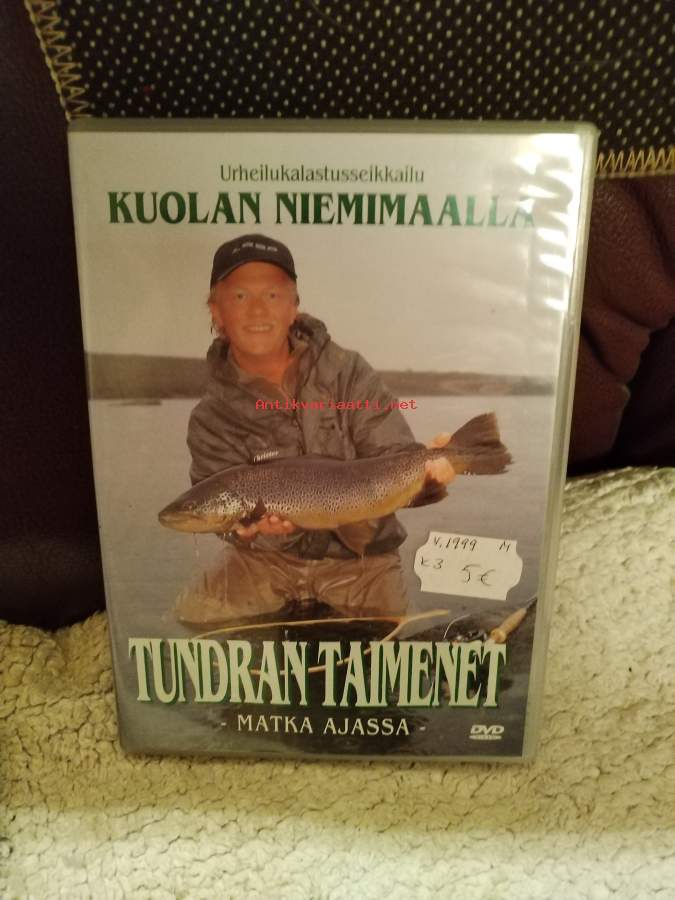 Urheilukalastusseikkailu
KUOLAN NIEMIMAALLA
Antikvariaatti.net
V.1999 M
K3 5€
TUNDRAN TAIMENET
- MATKA AJASSA -
DVD